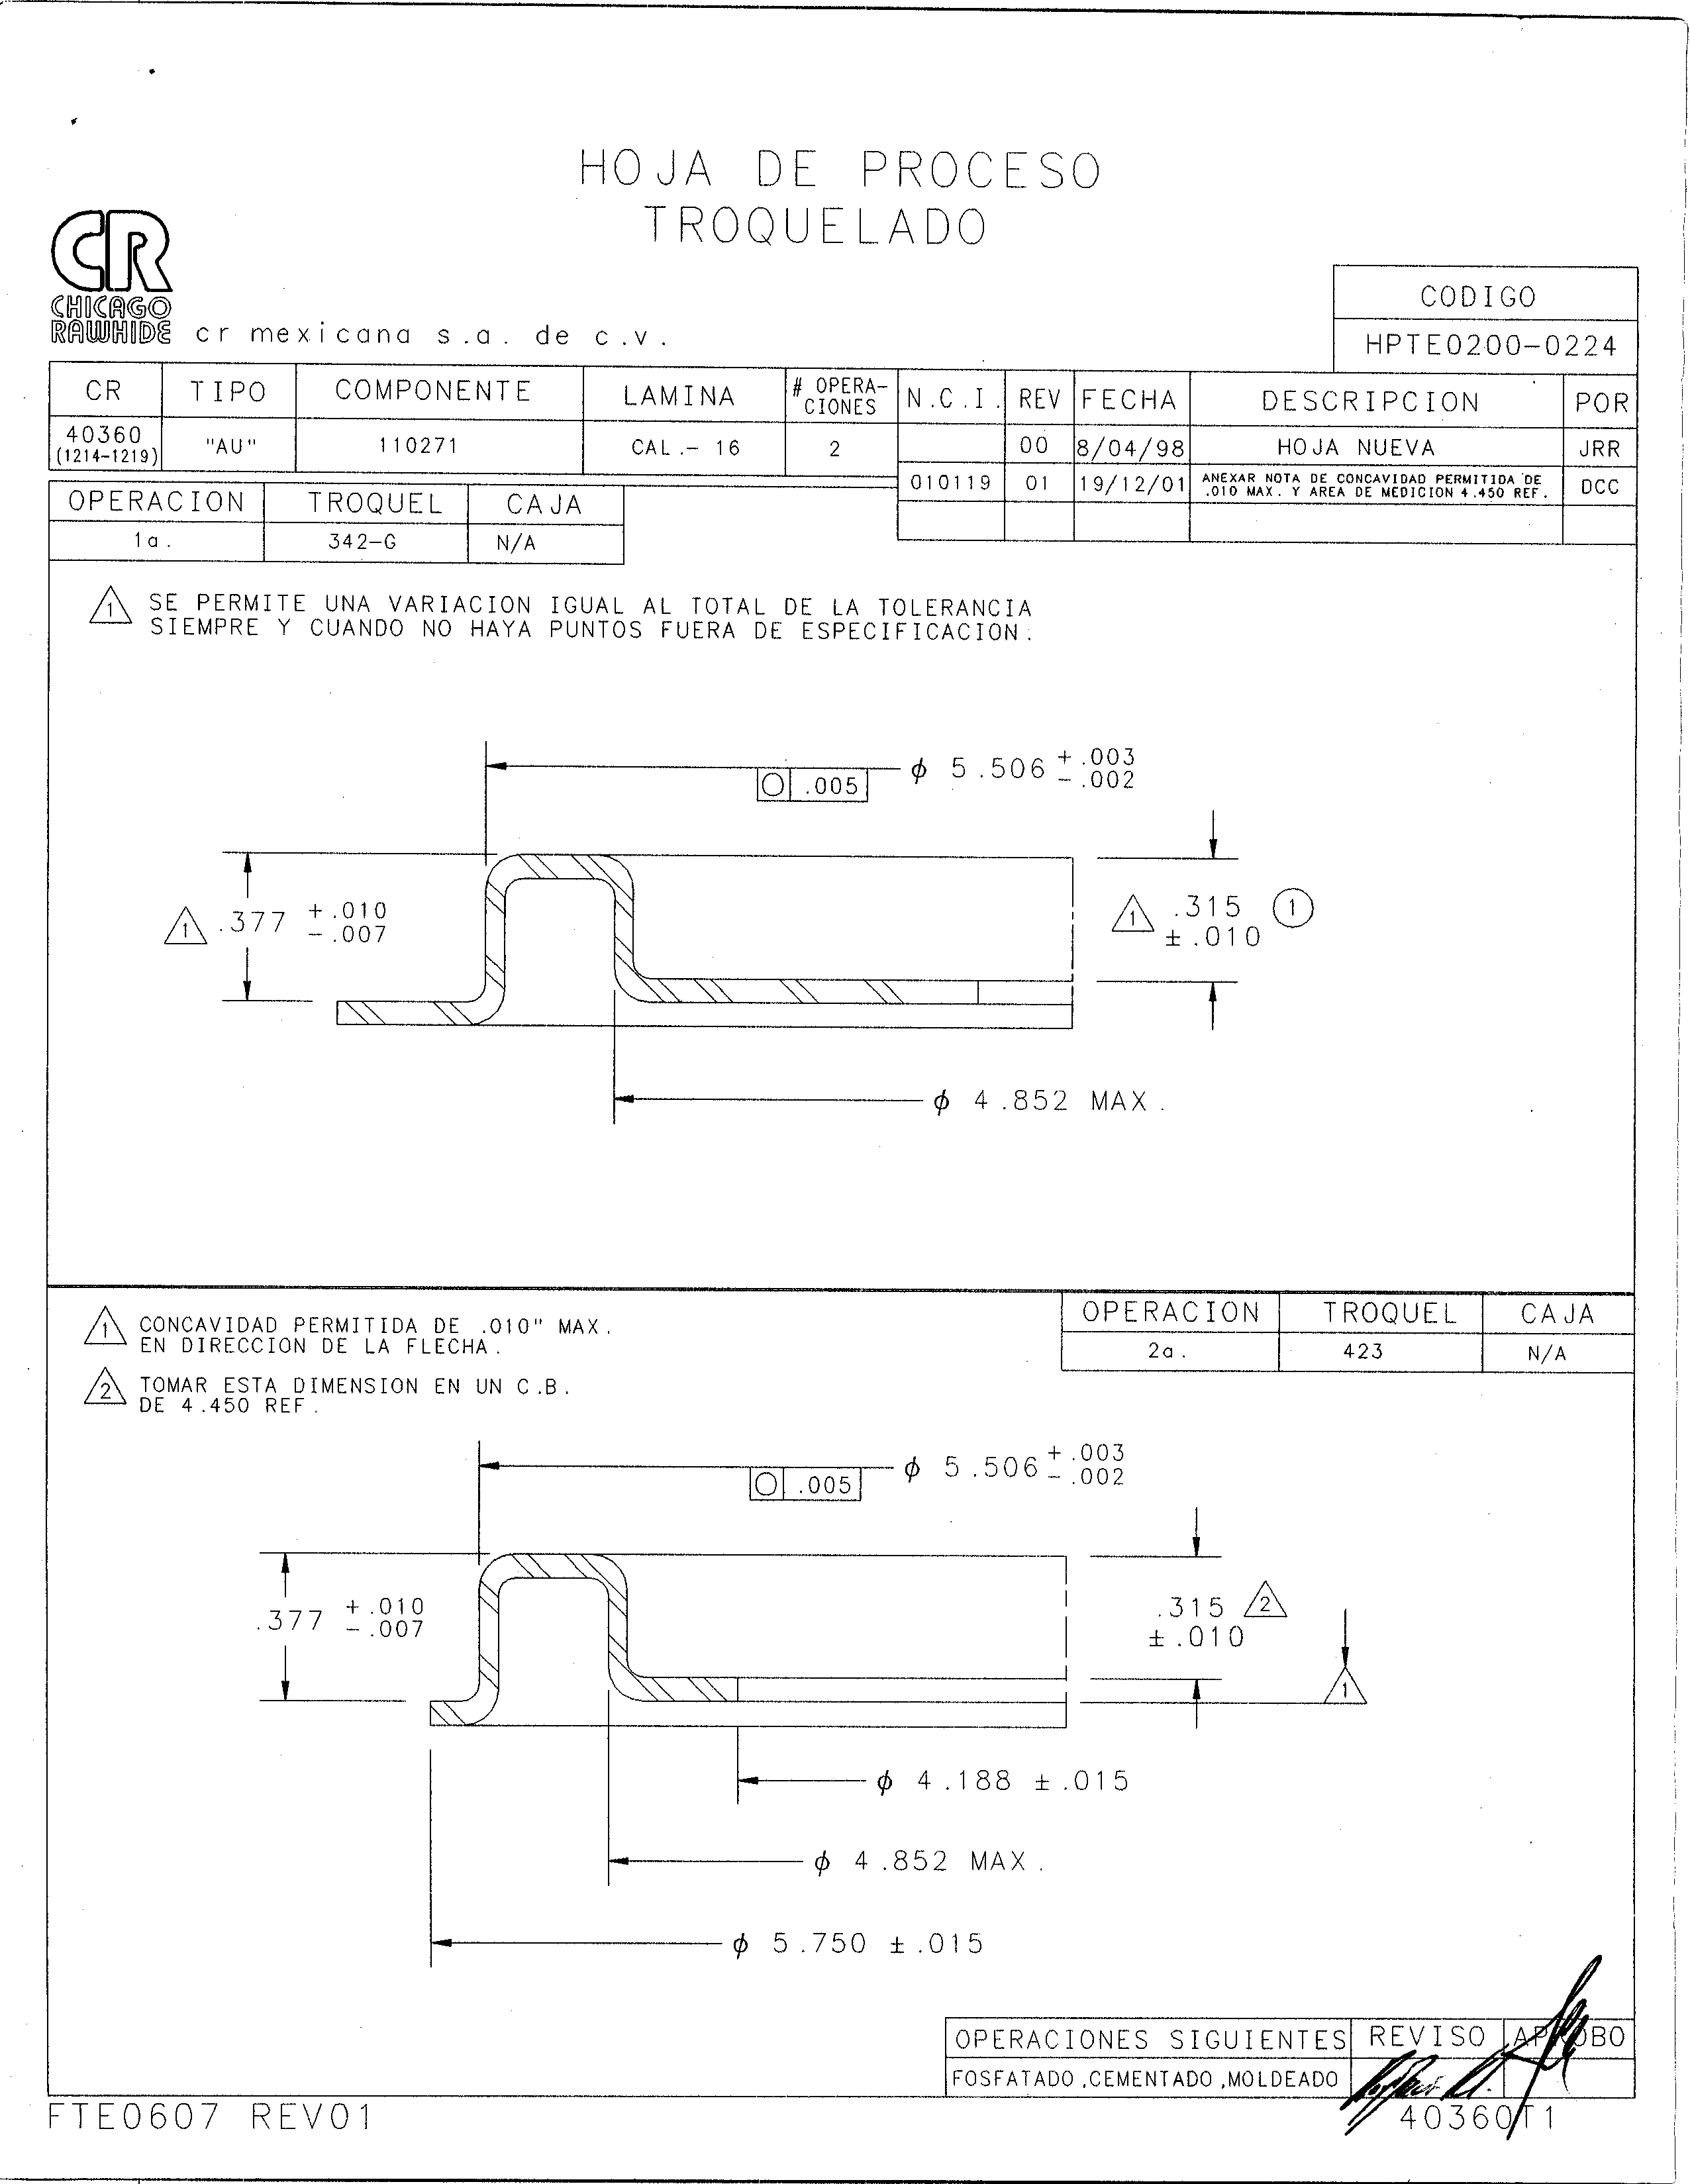 HOJA DE PROCESO
TROQUELADO
CR
CHICAGO
RAWHIDE
cr mexicana s.a. de c.v.
CODIGO
HPTE0200-0224
CR TIPO COMPONENTE LAMINA # OPERA-CIONES N.C.I. REV FECHA DESCRIPCION POR
40360 (1214-1219) "AU" 110271 CAL.- 16 2 00 8/04/98 HOJA NUEVA JRR
010119 01 19/12/01 ANEXAR NOTA DE CONCAVIDAD PERMITIDA DE
.010 MAX. Y AREA DE MEDICION 4.450 REF. DCC
OPERACION TROQUEL CAJA
1a. 342-G N/A
1 SE PERMITE UNA VARIACION IGUAL AL TOTAL DE LA TOLERANCIA
SIEMPRE Y CUANDO NO HAYA PUNTOS FUERA DE ESPECIFICACION.
ϕ 5.506 +.003 -.002
○ .005
1 .377 +.010 -.007
1 .315 ±.010 1
ϕ 4.852 MAX.
1 CONCAVIDAD PERMITIDA DE .010" MAX.
EN DIRECCION DE LA FLECHA.
2 TOMAR ESTA DIMENSION EN UN C.B.
DE 4.450 REF.
OPERACION TROQUEL CAJA
2a. 423 N/A
ϕ 5.506 +.003 -.002
○ .005
.377 +.010 -.007
.315 ±.010 2
1
ϕ 4.188 ±.015
ϕ 4.852 MAX.
ϕ 5.750 ±.015
OPERACIONES SIGUIENTES REVISO APROBO
FOSFATADO,CEMENTADO,MOLDEADO
FTE0607 REV01
40360T1